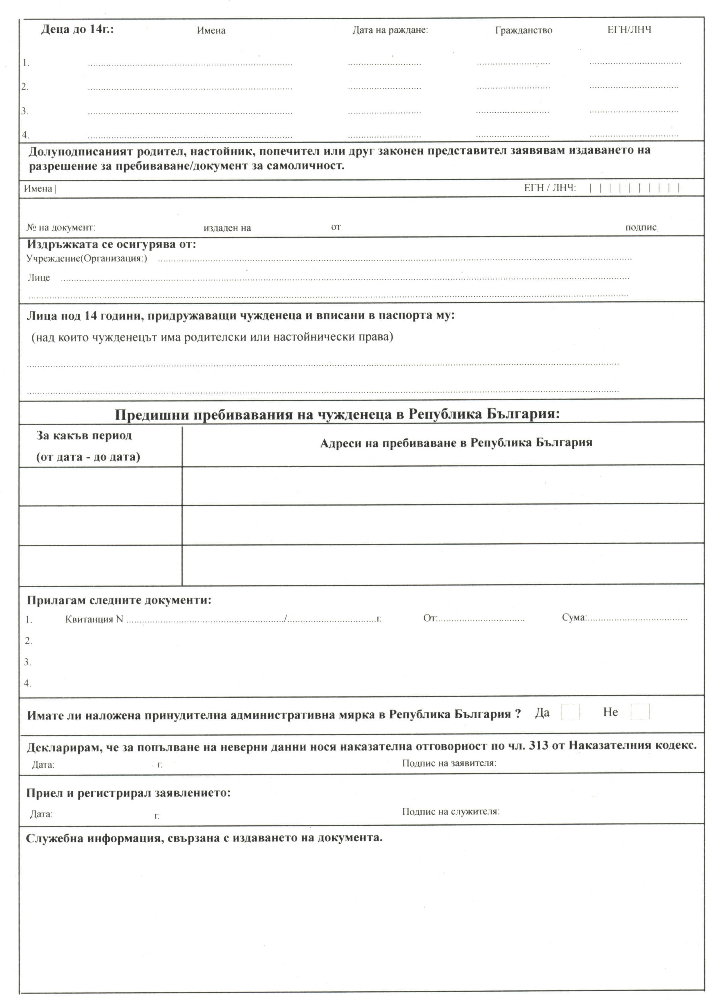 Деца до 14г.: Имена Дата на раждане: Гражданство ЕГН/ЛНЧ
1. ........ ........ ........ ........
2. ........ ........ ........ ........
3. ........ ........ ........ ........
4. ........ ........ ........ ........
Долуподписаният родител, настойник, попечител или друг законен представител заявявам издаването на
разрешение за пребиваване/документ за самоличност.
Имена | ЕГН / ЛНЧ: | | | | | | | | | |
№ на документ: издаден на от подпис
Издръжката се осигурява от:
Учреждение(Организация:) ........
Лице ........
........
Лица под 14 години, придружаващи чужденеца и вписани в паспорта му:
(над които чужденецът има родителски или настойнически права)
........
........
Предишни пребивавания на чужденеца в Република България:
За какъв период
(от дата - до дата)
Адреси на пребиваване в Република България
Прилагам следните документи:
1. Квитанция N ......../........г. От:........ Сума:........
2.
3.
4.
Имате ли наложена принудителна административна мярка в Република България ? Да Не
Декларирам, че за попълване на неверни данни нося наказателна отговорност по чл. 313 от Наказателния кодекс.
Дата: г. Подпис на заявителя:
Приел и регистрирал заявлението:
Дата: г. Подпис на служителя:
Служебна информация, свързана с издаването на документа.